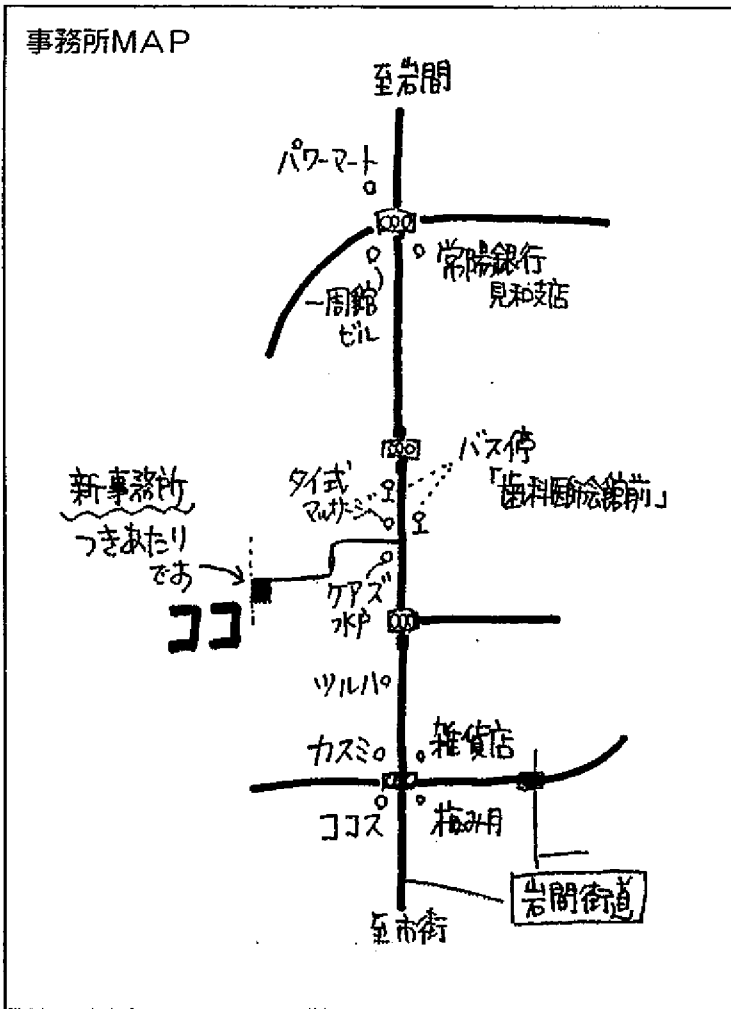 事務所MAP
至岩間
パワーマート
常陽銀行
見和支店
一周館
ビル
バス停
「歯科医師会館前」
タイ式
マッサージ
新事務所
つきあたり
です
ココ
ケアズ
水戸
ツルハ
カスミ
雑貨店
ココス
梅み月
岩間街道
至市街